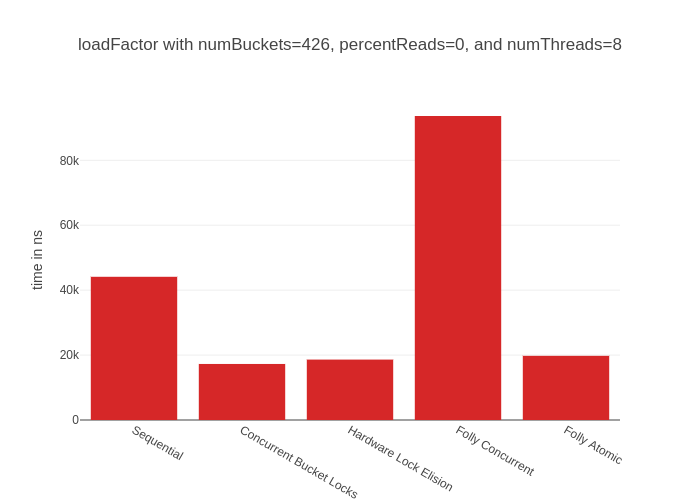 loadFactor with numBuckets=426, percentReads=0, and numThreads=8
time in ns
80k
60k
40k
20k
0
Sequential
Concurrent Bucket Locks
Hardware Lock Elision
Folly Concurrent
Folly Atomic